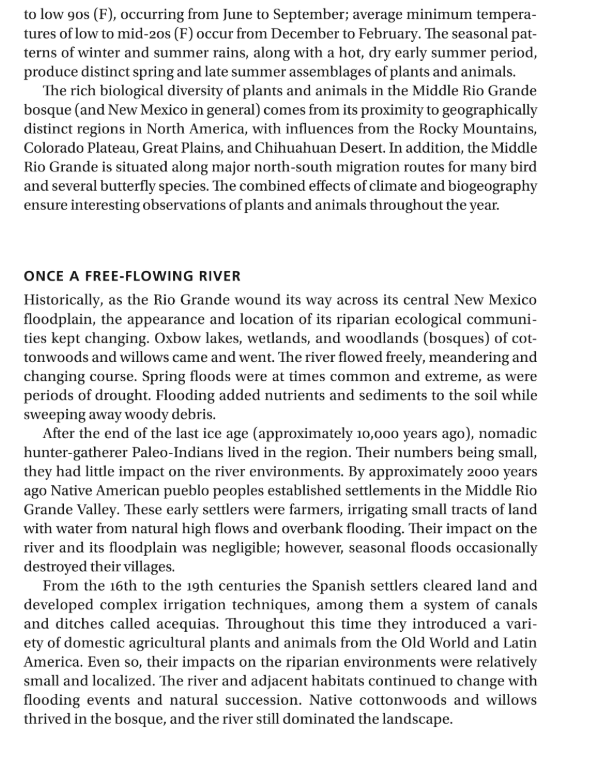 to low 90s (F), occurring from June to September; average minimum tempera-
tures of low to mid-20s (F) occur from December to February. The seasonal pat-
terns of winter and summer rains, along with a hot, dry early summer period,
produce distinct spring and late summer assemblages of plants and animals.
The rich biological diversity of plants and animals in the Middle Rio Grande
bosque (and New Mexico in general) comes from its proximity to geographically
distinct regions in North America, with influences from the Rocky Mountains,
Colorado Plateau, Great Plains, and Chihuahuan Desert. In addition, the Middle
Rio Grande is situated along major north-south migration routes for many bird
and several butterfly species. The combined effects of climate and biogeography
ensure interesting observations of plants and animals throughout the year.
ONCE A FREE-FLOWING RIVER
Historically, as the Rio Grande wound its way across its central New Mexico
floodplain, the appearance and location of its riparian ecological communi-
ties kept changing. Oxbow lakes, wetlands, and woodlands (bosques) of cot-
tonwoods and willows came and went. The river flowed freely, meandering and
changing course. Spring floods were at times common and extreme, as were
periods of drought. Flooding added nutrients and sediments to the soil while
sweeping away woody debris.
After the end of the last ice age (approximately 10,000 years ago), nomadic
hunter-gatherer Paleo-Indians lived in the region. Their numbers being small,
they had little impact on the river environments. By approximately 2000 years
ago Native American pueblo peoples established settlements in the Middle Rio
Grande Valley. These early settlers were farmers, irrigating small tracts of land
with water from natural high flows and overbank flooding. Their impact on the
river and its floodplain was negligible; however, seasonal floods occasionally
destroyed their villages.
From the 16th to the 19th centuries the Spanish settlers cleared land and
developed complex irrigation techniques, among them a system of canals
and ditches called acequias. Throughout this time they introduced a vari-
ety of domestic agricultural plants and animals from the Old World and Latin
America. Even so, their impacts on the riparian environments were relatively
small and localized. The river and adjacent habitats continued to change with
flooding events and natural succession. Native cottonwoods and willows
thrived in the bosque, and the river still dominated the landscape.